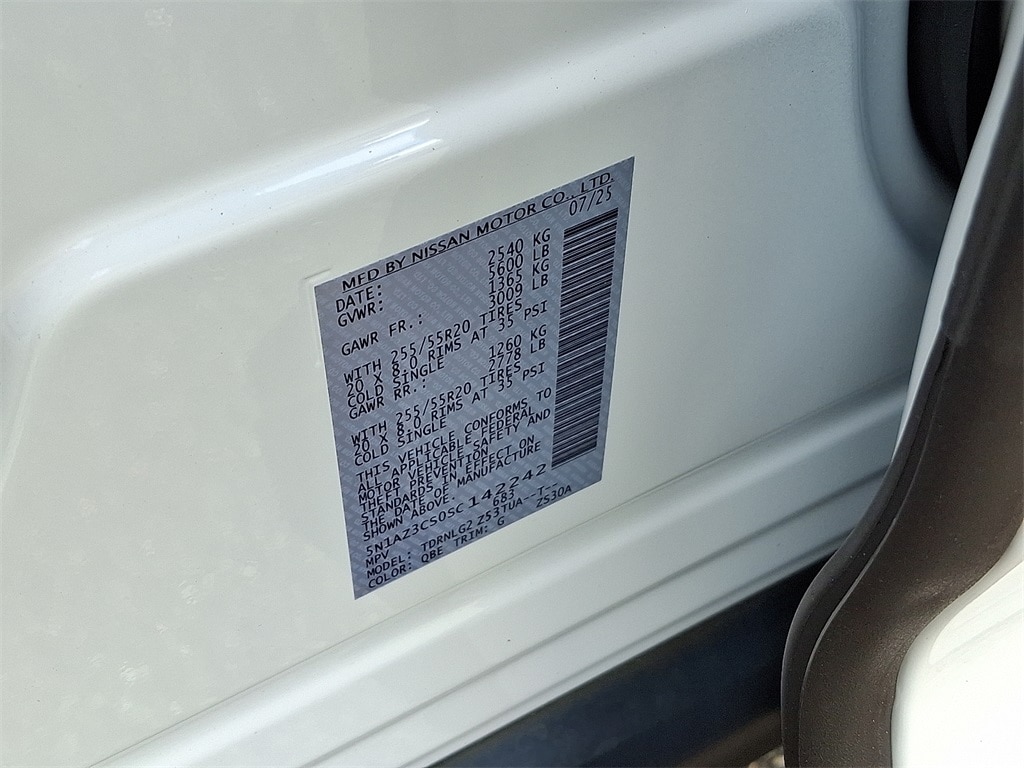 MFD BY NISSAN MOTOR CO., LTD.
DATE: 07/25
GVWR: 2540 KG
5600 LB
GAWR FR.: 1365 KG
3009 LB
WITH 255/55R20 TIRES
20 X 8.0 RIMS AT 35 PSI
COLD SINGLE
GAWR RR.: 1260 KG
2778 LB
WITH 255/55R20 TIRES
20 X 8.0 RIMS AT 35 PSI
COLD SINGLE
THIS VEHICLE CONFORMS TO
ALL APPLICABLE FEDERAL
MOTOR VEHICLE SAFETY AND
THEFT PREVENTION
STANDARDS IN EFFECT ON
THE DATE OF MANUFACTURE
SHOWN ABOVE.
5N1AZ3CS0SC142242
MPV 683
MODEL: TDRNLG2 Z53TUA--T--
COLOR: QBE TRIM: G Z530A